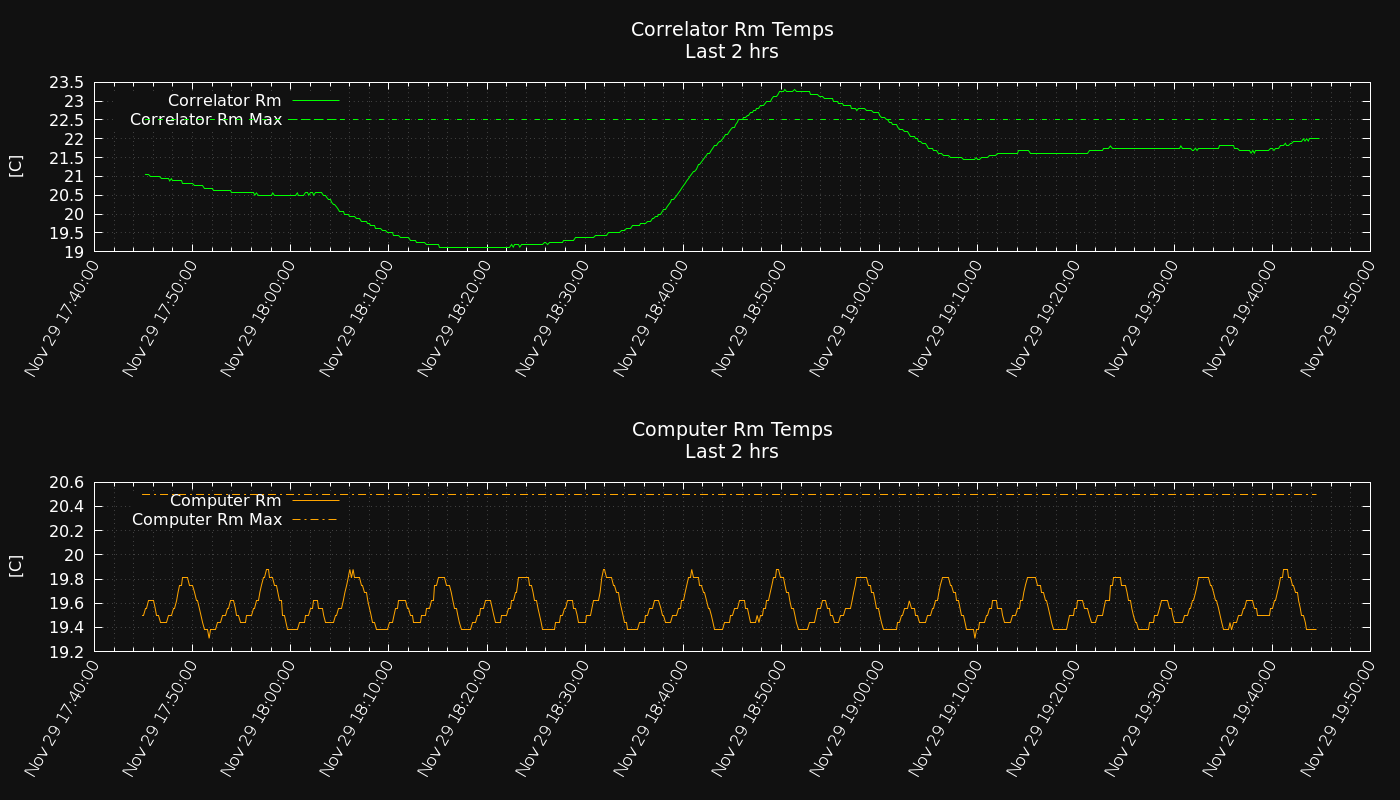 Correlator Rm Temps
Last 2 hrs
23.5
23
22.5
22
21.5
21
20.5
20
19.5
19
[C]
Correlator Rm
Correlator Rm Max
Nov 29 17:40:00
Nov 29 17:50:00
Nov 29 18:00:00
Nov 29 18:10:00
Nov 29 18:20:00
Nov 29 18:30:00
Nov 29 18:40:00
Nov 29 18:50:00
Nov 29 19:00:00
Nov 29 19:10:00
Nov 29 19:20:00
Nov 29 19:30:00
Nov 29 19:40:00
Nov 29 19:50:00
Computer Rm Temps
Last 2 hrs
20.6
20.4
20.2
20
19.8
19.6
19.4
19.2
[C]
Computer Rm
Computer Rm Max
Nov 29 17:40:00
Nov 29 17:50:00
Nov 29 18:00:00
Nov 29 18:10:00
Nov 29 18:20:00
Nov 29 18:30:00
Nov 29 18:40:00
Nov 29 18:50:00
Nov 29 19:00:00
Nov 29 19:10:00
Nov 29 19:20:00
Nov 29 19:30:00
Nov 29 19:40:00
Nov 29 19:50:00